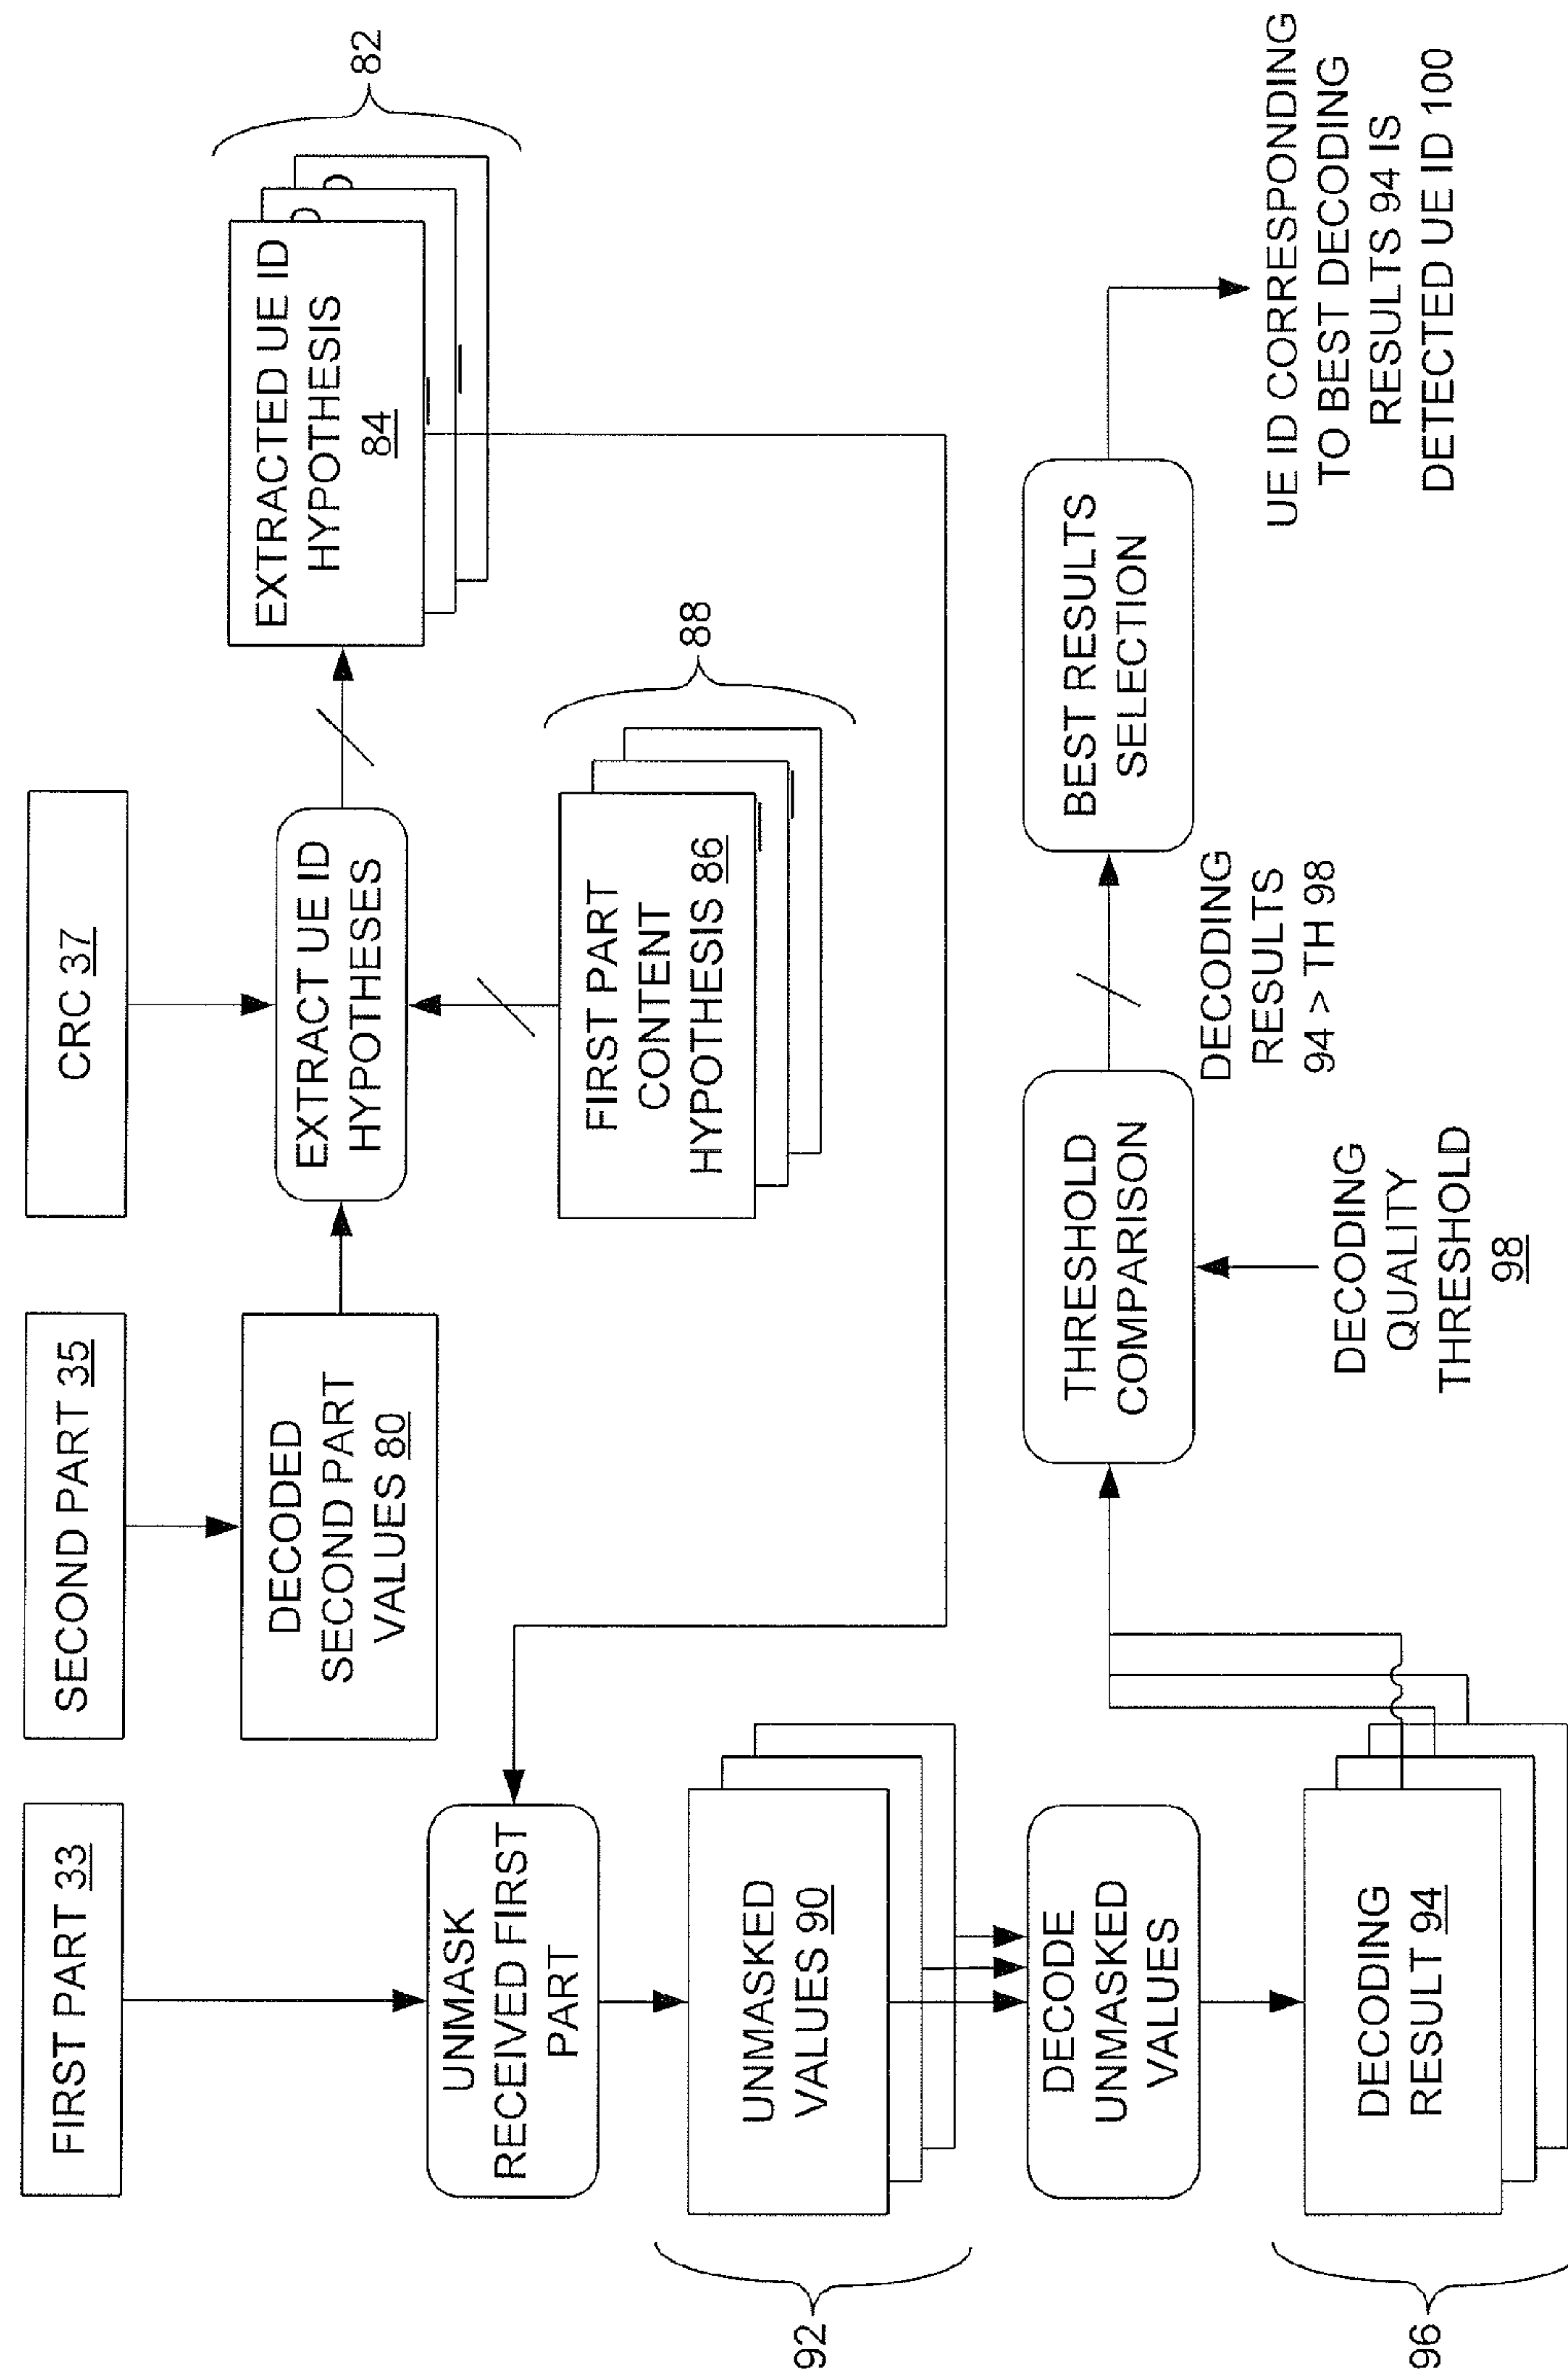 FIRST PART 33
SECOND PART 35
CRC 37
UNMASK
RECEIVED FIRST
PART
DECODED
SECOND PART
VALUES 80
EXTRACT UE ID
HYPOTHESES
EXTRACTED UE ID
HYPOTHESIS
84
82
FIRST PART
CONTENT
HYPOTHESIS 86
88
UNMASKED
VALUES 90
92
DECODE
UNMASKED
VALUES
DECODING
RESULT 94
96
THRESHOLD
COMPARISON
DECODING
QUALITY
THRESHOLD
98
DECODING
RESULTS
94 > TH 98
BEST RESULTS
SELECTION
UE ID CORRESPONDING
TO BEST DECODING
RESULTS 94 IS
DETECTED UE ID 100